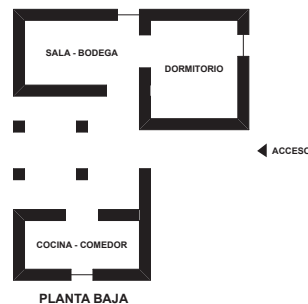 SALA - BODEGA
DORMITORIO
ACCESO
COCINA - COMEDOR
PLANTA BAJA